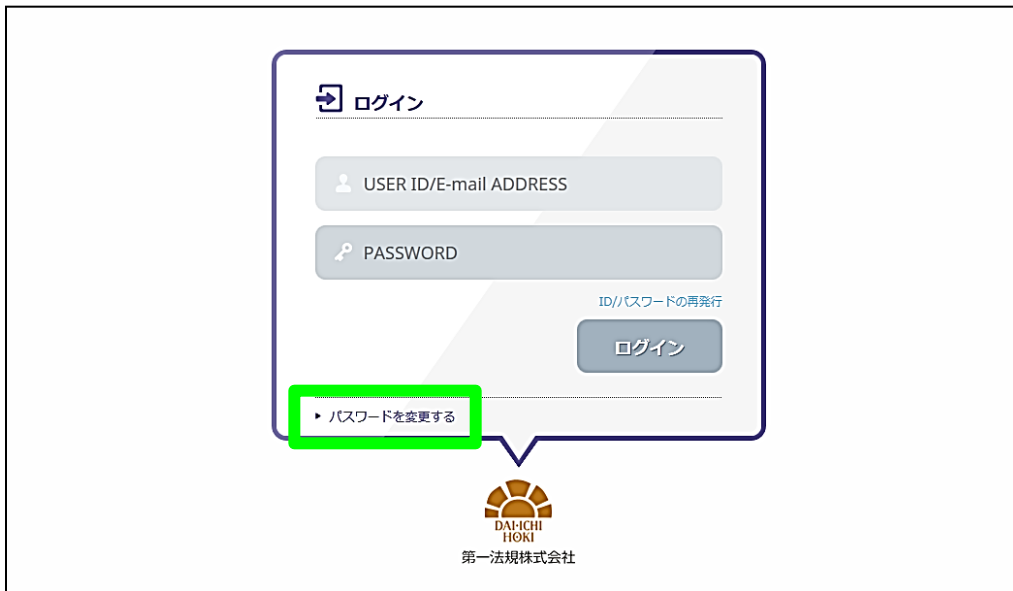 ログイン
USER ID/E-mail ADDRESS
PASSWORD
ID/パスワードの再発行
ログイン
パスワードを変更する
DAI-ICHI
HOKI
第一法規株式会社